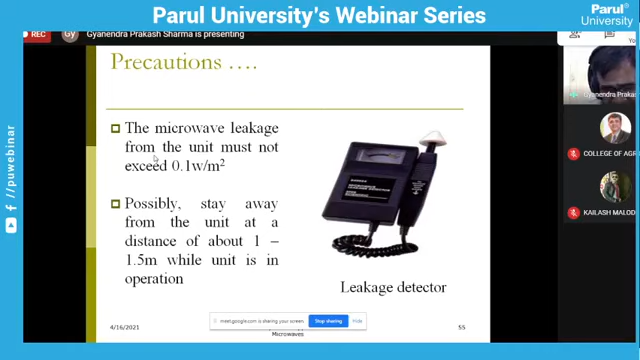 Parul University's Webinar Series
Parul®
University
REC
Gy
Gyanendra Prakash Sharma is presenting
Precautions ....
The microwave leakage
from the unit must not
exceed 0.1w/m²
Possibly, stay away
from the unit at a
distance of about 1 –
1.5m while unit is in
operation
Leakage detector
Gyanendra Prakas
COLLEGE OF AGR
KAILASH MALOD
/puwebinar
meet.google.com is sharing your screen.
Stop sharing
Hide
4/16/2021
Microwaves
55